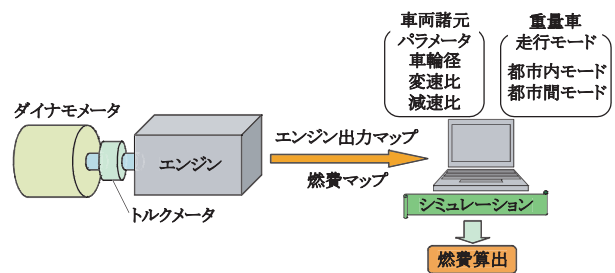 車両諸元
パラメータ
車輪径
変速比
減速比
重量車
走行モード
都市内モード
都市間モード
ダイナモメータ
エンジン
トルクメータ
エンジン出力マップ
燃費マップ
シミュレーション
燃費算出